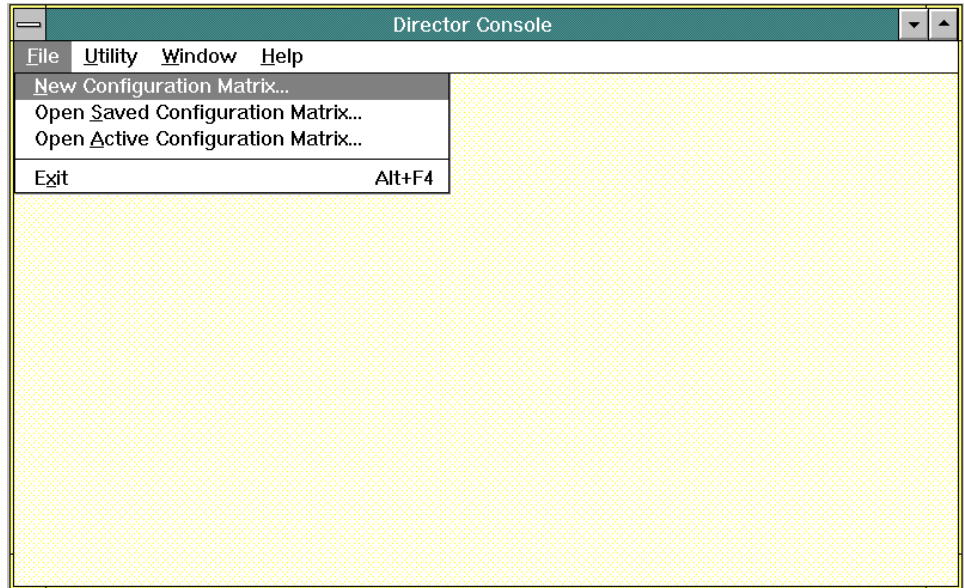 Director Console
File Utility Window Help
New Configuration Matrix...
Open Saved Configuration Matrix...
Open Active Configuration Matrix...
Exit Alt+F4